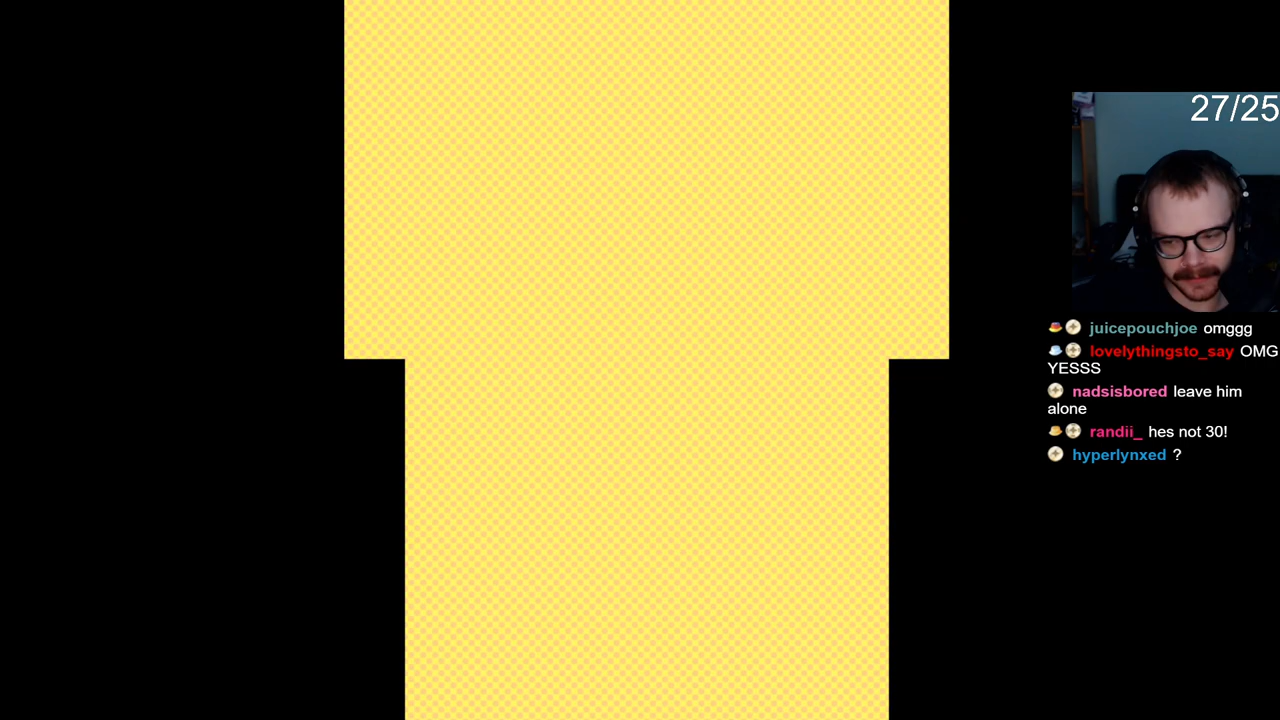 27/25
juicepouchjoe omggg
lovelythingsto_say OMG
YESSS
nadsisbored leave him
alone
randii_ hes not 30!
hyperlynxed ?